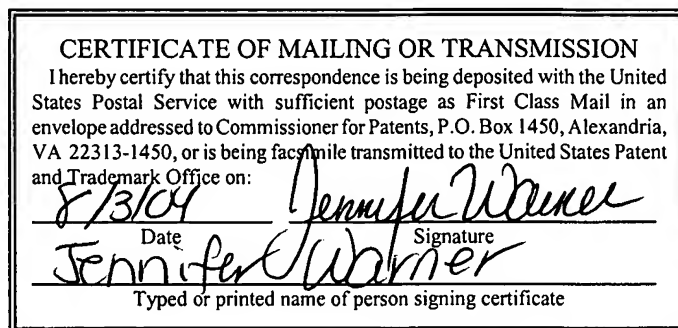 CERTIFICATE OF MAILING OR TRANSMISSION
I hereby certify that this correspondence is being deposited with the United
States Postal Service with sufficient postage as First Class Mail in an
envelope addressed to Commissioner for Patents, P.O. Box 1450, Alexandria,
VA 22313-1450, or is being facsmile transmitted to the United States Patent
and Trademark Office on:
8/3/04 Jennifer Warner
Date Signature
Jennifer Warner
Typed or printed name of person signing certificate